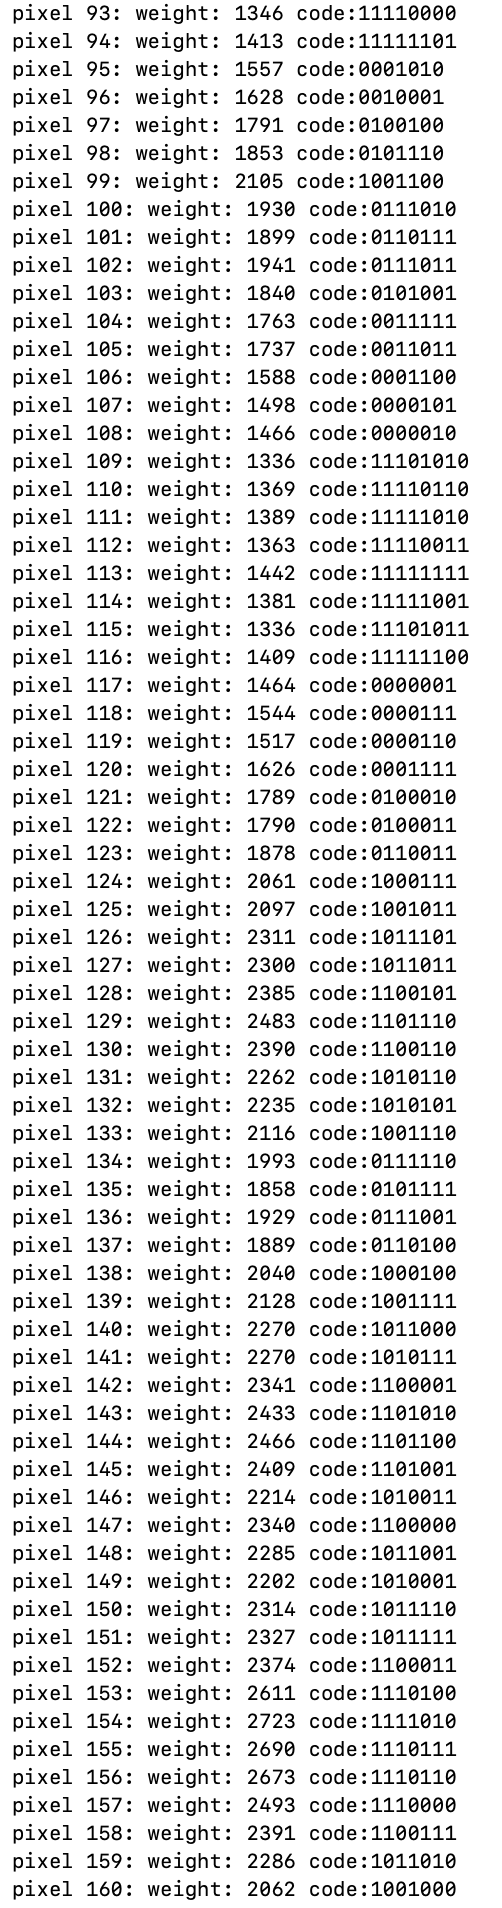 pixel 93: weight: 1346 code:11110000
pixel 94: weight: 1413 code:11111101
pixel 95: weight: 1557 code:0001010
pixel 96: weight: 1628 code:0010001
pixel 97: weight: 1791 code:0100100
pixel 98: weight: 1853 code:0101110
pixel 99: weight: 2105 code:1001100
pixel 100: weight: 1930 code:0111010
pixel 101: weight: 1899 code:0110111
pixel 102: weight: 1941 code:0111011
pixel 103: weight: 1840 code:0101001
pixel 104: weight: 1763 code:0011111
pixel 105: weight: 1737 code:0011011
pixel 106: weight: 1588 code:0001100
pixel 107: weight: 1498 code:0000101
pixel 108: weight: 1466 code:0000010
pixel 109: weight: 1336 code:11101010
pixel 110: weight: 1369 code:11110110
pixel 111: weight: 1389 code:11111010
pixel 112: weight: 1363 code:11110011
pixel 113: weight: 1442 code:11111111
pixel 114: weight: 1381 code:11111001
pixel 115: weight: 1336 code:11101011
pixel 116: weight: 1409 code:11111100
pixel 117: weight: 1464 code:0000001
pixel 118: weight: 1544 code:0000111
pixel 119: weight: 1517 code:0000110
pixel 120: weight: 1626 code:0001111
pixel 121: weight: 1789 code:0100010
pixel 122: weight: 1790 code:0100011
pixel 123: weight: 1878 code:0110011
pixel 124: weight: 2061 code:1000111
pixel 125: weight: 2097 code:1001011
pixel 126: weight: 2311 code:1011101
pixel 127: weight: 2300 code:1011011
pixel 128: weight: 2385 code:1100101
pixel 129: weight: 2483 code:1101110
pixel 130: weight: 2390 code:1100110
pixel 131: weight: 2262 code:1010110
pixel 132: weight: 2235 code:1010101
pixel 133: weight: 2116 code:1001110
pixel 134: weight: 1993 code:0111110
pixel 135: weight: 1858 code:0101111
pixel 136: weight: 1929 code:0111001
pixel 137: weight: 1889 code:0110100
pixel 138: weight: 2040 code:1000100
pixel 139: weight: 2128 code:1001111
pixel 140: weight: 2270 code:1011000
pixel 141: weight: 2270 code:1010111
pixel 142: weight: 2341 code:1100001
pixel 143: weight: 2433 code:1101010
pixel 144: weight: 2466 code:1101100
pixel 145: weight: 2409 code:1101001
pixel 146: weight: 2214 code:1010011
pixel 147: weight: 2340 code:1100000
pixel 148: weight: 2285 code:1011001
pixel 149: weight: 2202 code:1010001
pixel 150: weight: 2314 code:1011110
pixel 151: weight: 2327 code:1011111
pixel 152: weight: 2374 code:1100011
pixel 153: weight: 2611 code:1110100
pixel 154: weight: 2723 code:1111010
pixel 155: weight: 2690 code:1110111
pixel 156: weight: 2673 code:1110110
pixel 157: weight: 2493 code:1110000
pixel 158: weight: 2391 code:1100111
pixel 159: weight: 2286 code:1011010
pixel 160: weight: 2062 code:1001000